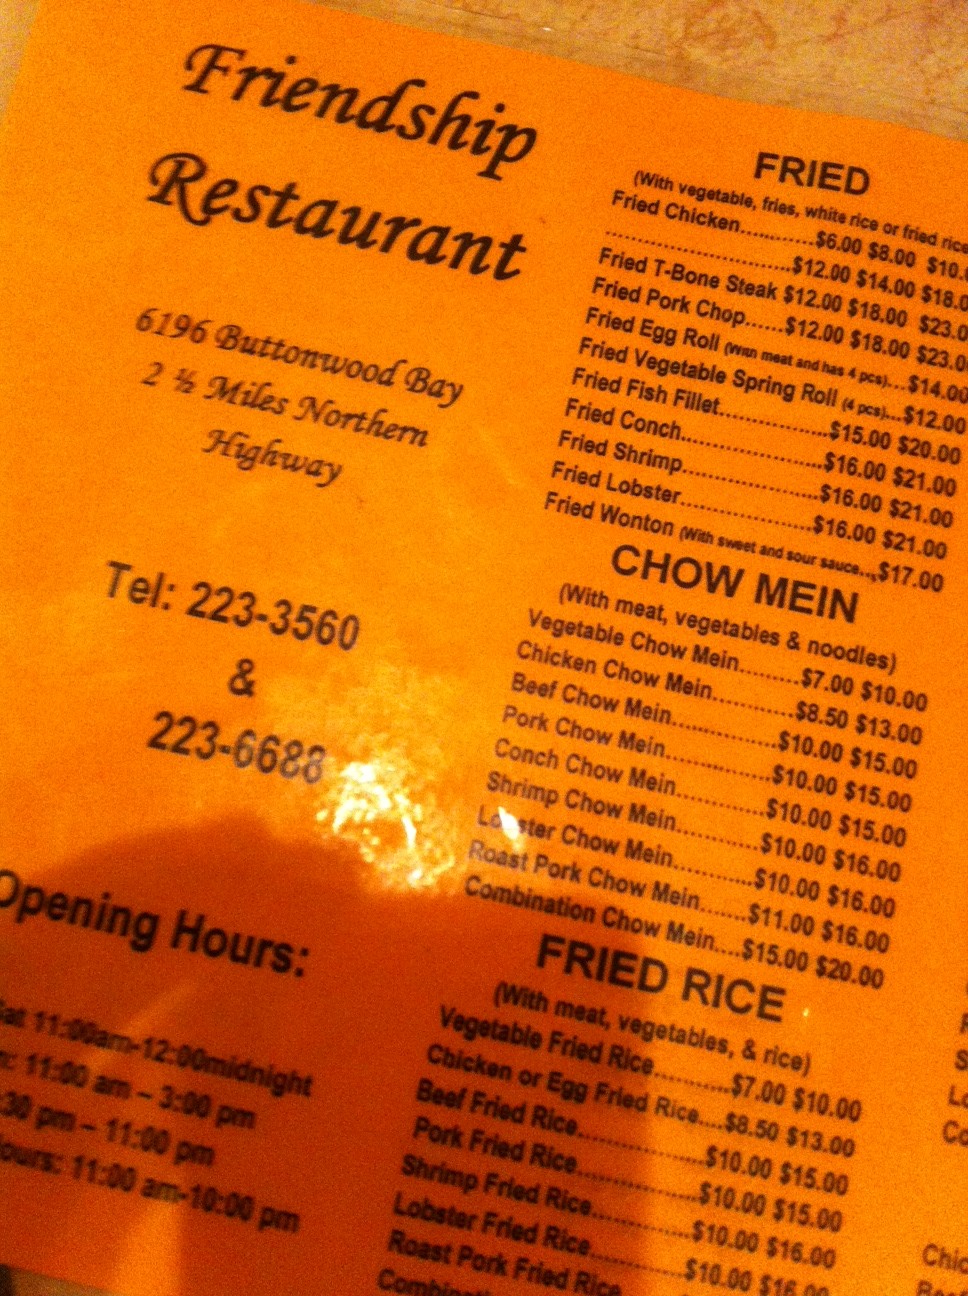 Friendship
Restaurant
6196 Buttonwood Bay
2 ½ Miles Northern
Highway
Tel: 223-3560
&
223-6688
Opening Hours:
11:00am-12:00midnight
11:00 am – 3:00 pm
pm – 11:00 pm
11:00 am-10:00 pm
FRIED
(With vegetable, fries, white rice or fried rice
Fried Chicken............$6.00 $8.00
.............................$12.00 $14.00
Fried T-Bone Steak $12.00 $18.00
Fried Pork Chop......$12.00 $18.00
Fried Egg Roll (With meat and has 4 pcs)...$14.00
Fried Vegetable Spring Roll (4 pcs)...$12.00
Fried Fish Fillet.................$15.00 $20.00
Fried Conch......................$16.00 $21.00
Fried Shrimp.....................$16.00 $21.00
Fried Lobster....................$16.00 $21.00
Fried Wonton (With sweet and sour sauce...$17.00
CHOW MEIN
(With meat, vegetables & noodles)
Vegetable Chow Mein.........$7.00 $10.00
Chicken Chow Mein............$8.50 $13.00
Beef Chow Mein................$10.00 $15.00
Pork Chow Mein................$10.00 $15.00
Conch Chow Mein.............$10.00 $15.00
Shrimp Chow Mein............$10.00 $16.00
Lobster Chow Mein...........$10.00 $16.00
Roast Pork Chow Mein.......$11.00 $16.00
Combination Chow Mein....$15.00 $20.00
FRIED RICE
(With meat, vegetables, & rice)
Vegetable Fried Rice...........$7.00 $10.00
Chicken or Egg Fried Rice....$8.50 $13.00
Beef Fried Rice..................$10.00 $15.00
Pork Fried Rice..................$10.00 $15.00
Shrimp Fried Rice..............$10.00 $16.00
Lobster Fried Rice.............$10.00 $16.00
Roast Pork Fried Rice